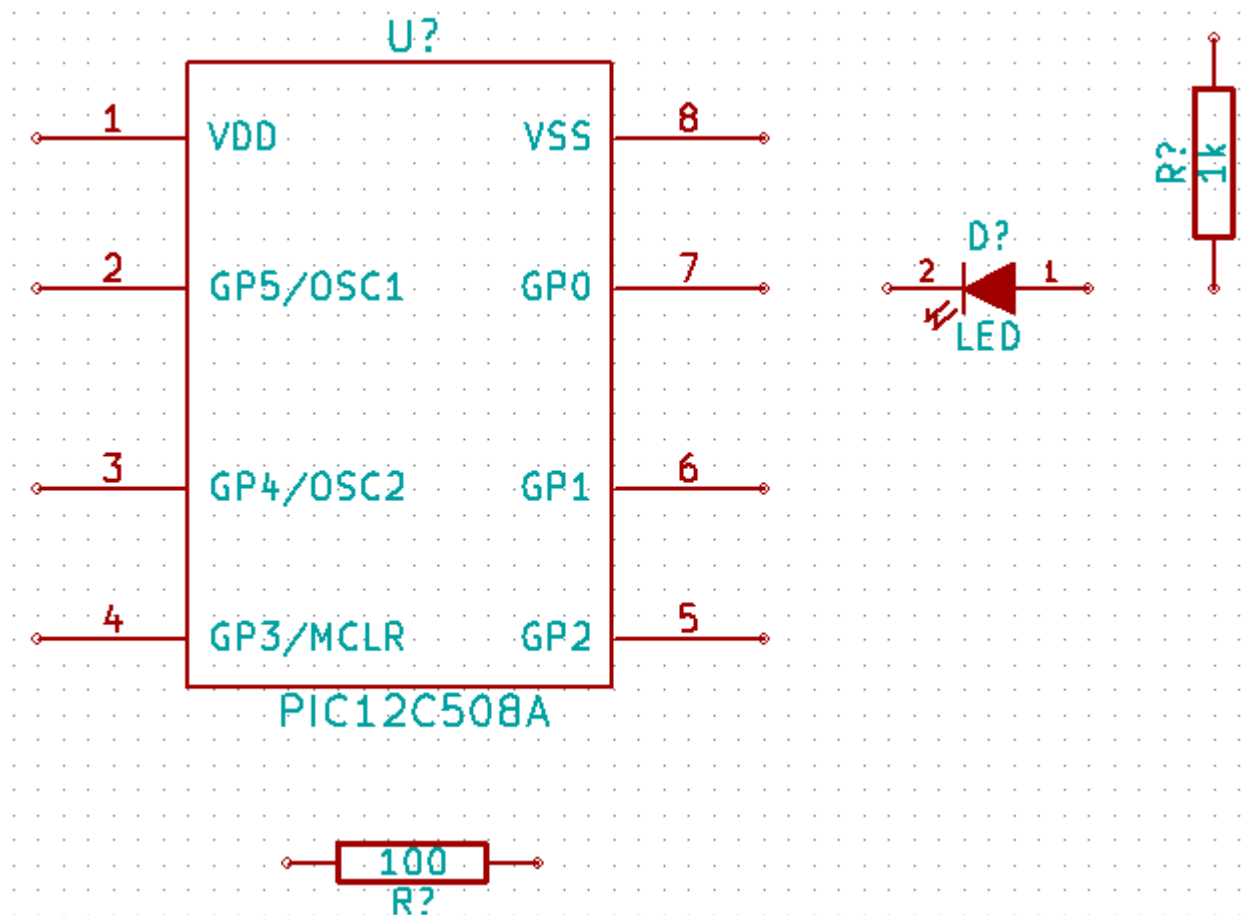 U?
1 VDD VSS 8
R? 1k
D?
2 GP5/OSC1 GP0 7
2 1
LED
3 GP4/OSC2 GP1 6
4 GP3/MCLR GP2 5
PIC12C508A
100
R?